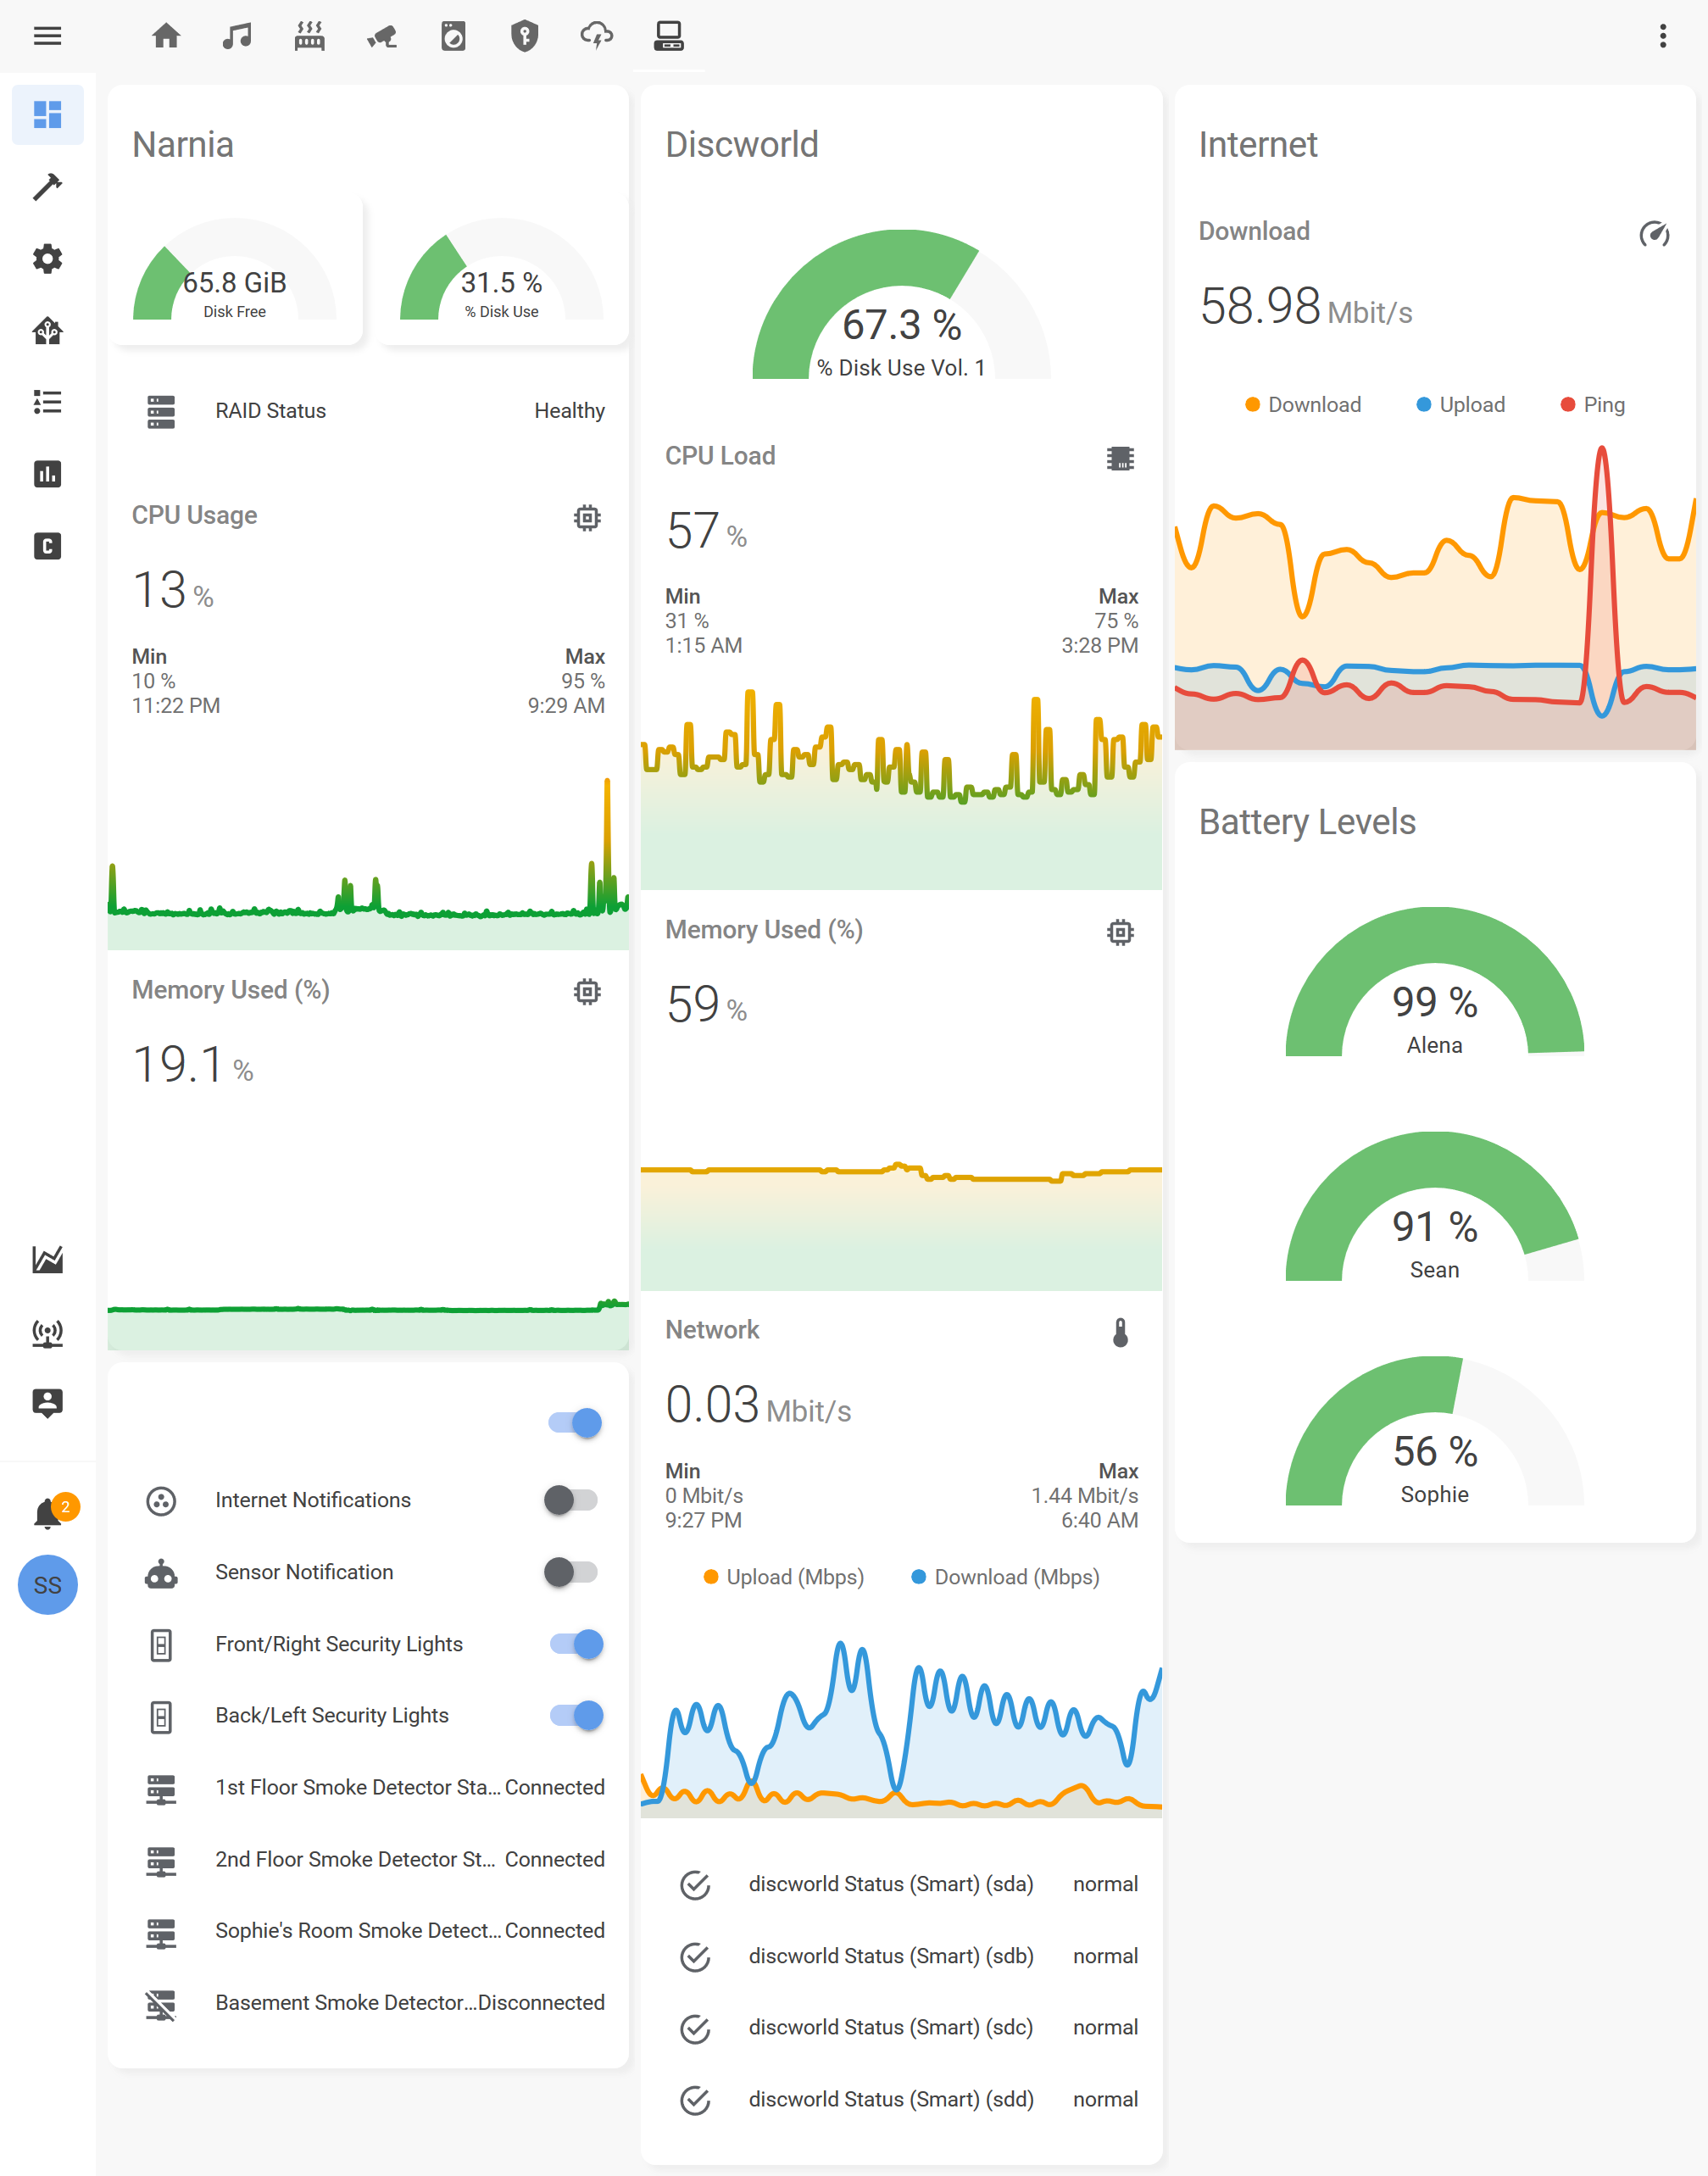 Narnia
65.8 GiB
Disk Free
31.5 %
% Disk Use
RAID Status Healthy
CPU Usage
13 %
Min Max
10 % 95 %
11:22 PM 9:29 AM
Memory Used (%)
19.1 %
Internet Notifications
Sensor Notification
Front/Right Security Lights
Back/Left Security Lights
1st Floor Smoke Detector Sta... Connected
2nd Floor Smoke Detector St... Connected
Sophie's Room Smoke Detect... Connected
Basement Smoke Detector... Disconnected
Discworld
67.3 %
% Disk Use Vol. 1
CPU Load
57 %
Min Max
31 % 75 %
1:15 AM 3:28 PM
Memory Used (%)
59 %
Network
0.03 Mbit/s
Min Max
0 Mbit/s 1.44 Mbit/s
9:27 PM 6:40 AM
Upload (Mbps) Download (Mbps)
discworld Status (Smart) (sda) normal
discworld Status (Smart) (sdb) normal
discworld Status (Smart) (sdc) normal
discworld Status (Smart) (sdd) normal
Internet
Download
58.98 Mbit/s
Download Upload Ping
Battery Levels
99 %
Alena
91 %
Sean
56 %
Sophie
C
2
SS